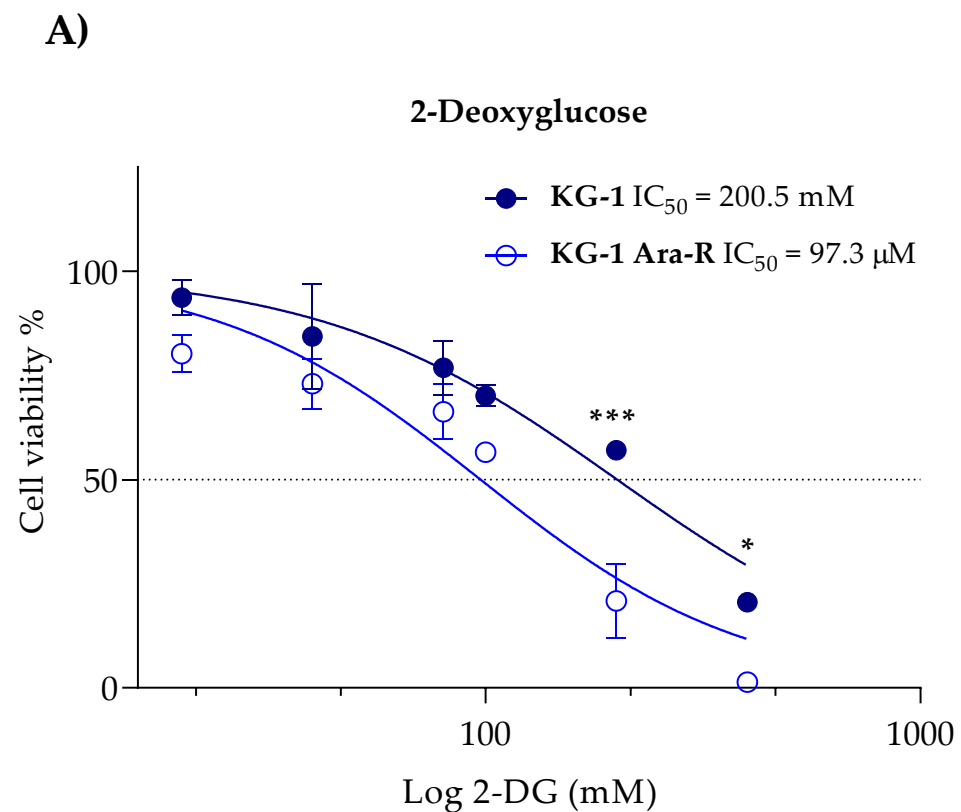 A)
2-Deoxyglucose
KG-1 IC50 = 200.5 mM
KG-1 Ara-R IC50 = 97.3 μM
100
50
0
Cell viability %
***
*
100
1000
Log 2-DG (mM)